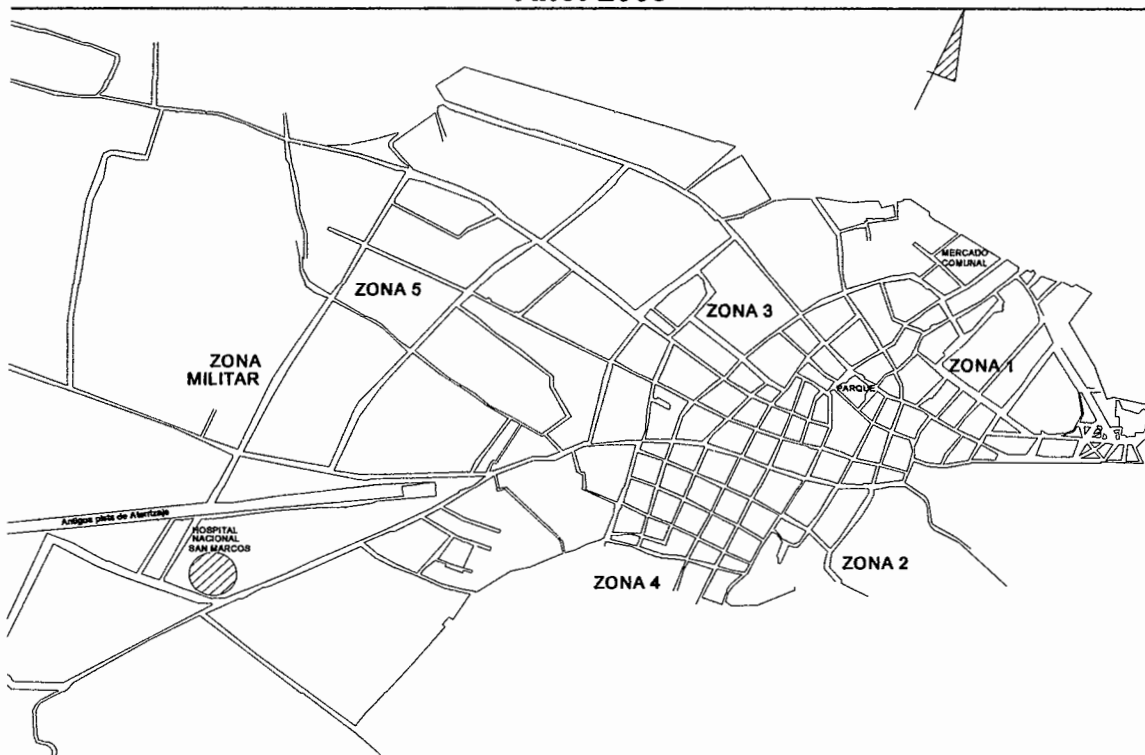 MERCADO
COMUNAL
ZONA 5
ZONA 3
ZONA
MILITAR
ZONA 1
PARQUE
Antigua pista de Aterrizaje
HOSPITAL
NACIONAL
SAN MARCOS
ZONA 4
ZONA 2